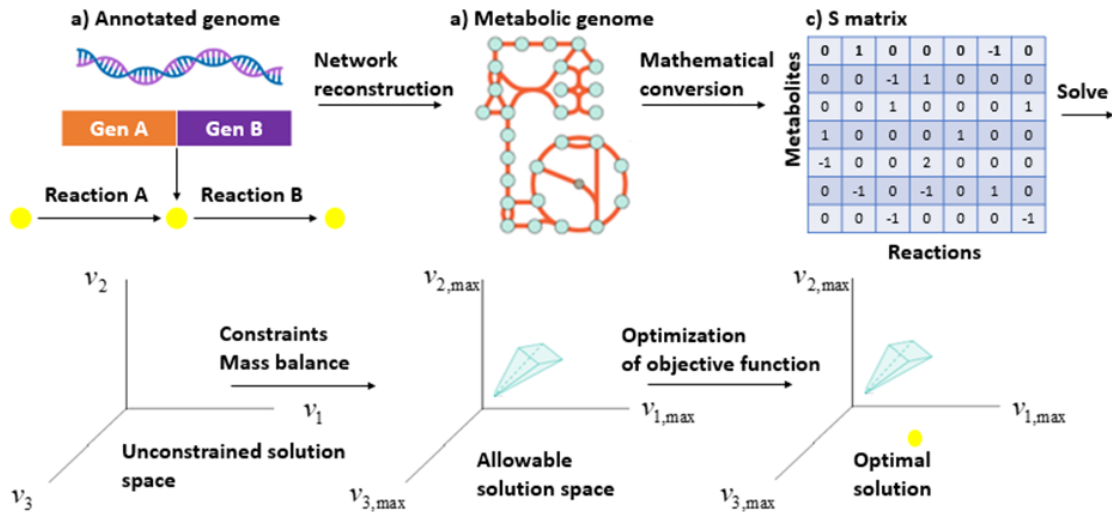 a) Annotated genome
a) Metabolic genome
c) S matrix
Network
reconstruction
Mathematical
conversion
Solve
Gen A
Gen B
Reaction A
Reaction B
Metabolites
0 1 0 0 0 -1 0
0 0 -1 1 0 0 0
0 0 1 0 0 0 1
1 0 0 0 1 0 0
-1 0 0 2 0 0 0
0 -1 0 -1 0 1 0
0 0 -1 0 0 0 -1
Reactions
v2
v1
v3
Unconstrained solution
space
Constraints
Mass balance
v2,max
v1,max
v3,max
Allowable
solution space
Optimization
of objective function
v2,max
v1,max
v3,max
Optimal
solution